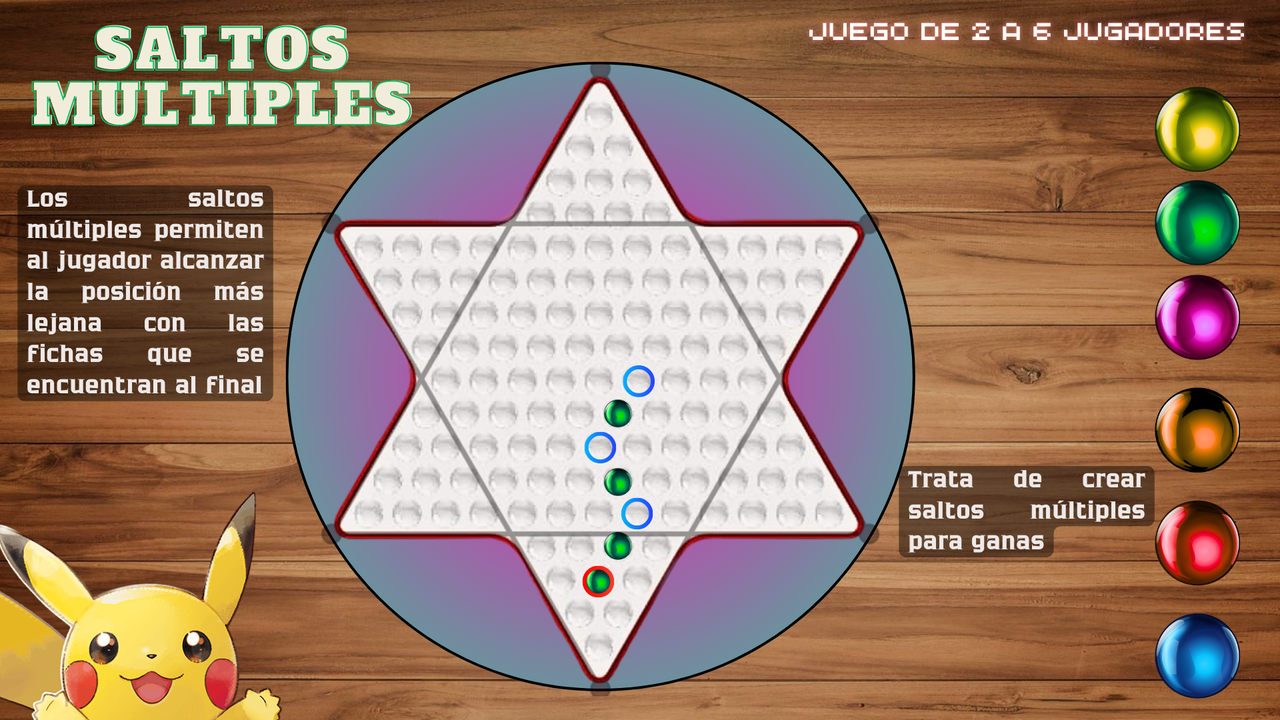 SALTOS
MULTIPLES
JUEGO DE 2 A 6 JUGADORES
Los saltos
múltiples permiten
al jugador alcanzar
la posición más
lejana con las
fichas que se
encuentran al final
Trata de crear
saltos múltiples
para ganas